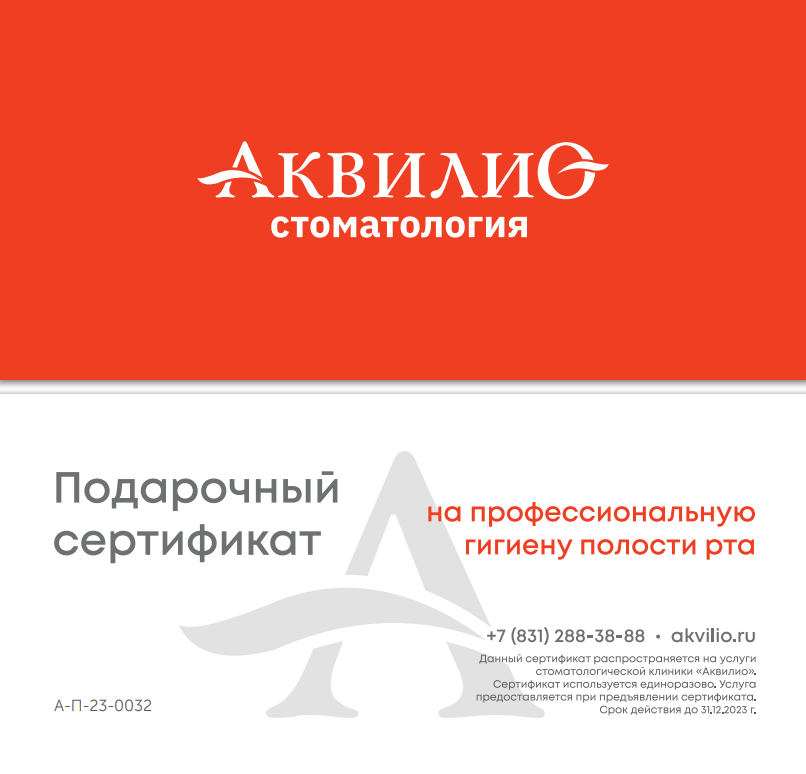 Аквилио
стоматология
Подарочный
сертификат
на профессиональную
гигиену полости рта
+7 (831) 288-38-88 • akvilio.ru
Данный сертификат распространяется на услуги
стоматологической клиники «Аквилио».
Сертификат используется единоразово. Услуга
предоставляется при предъявлении сертификата.
Срок действия до 31.12.2023 г.
А-П-23-0032